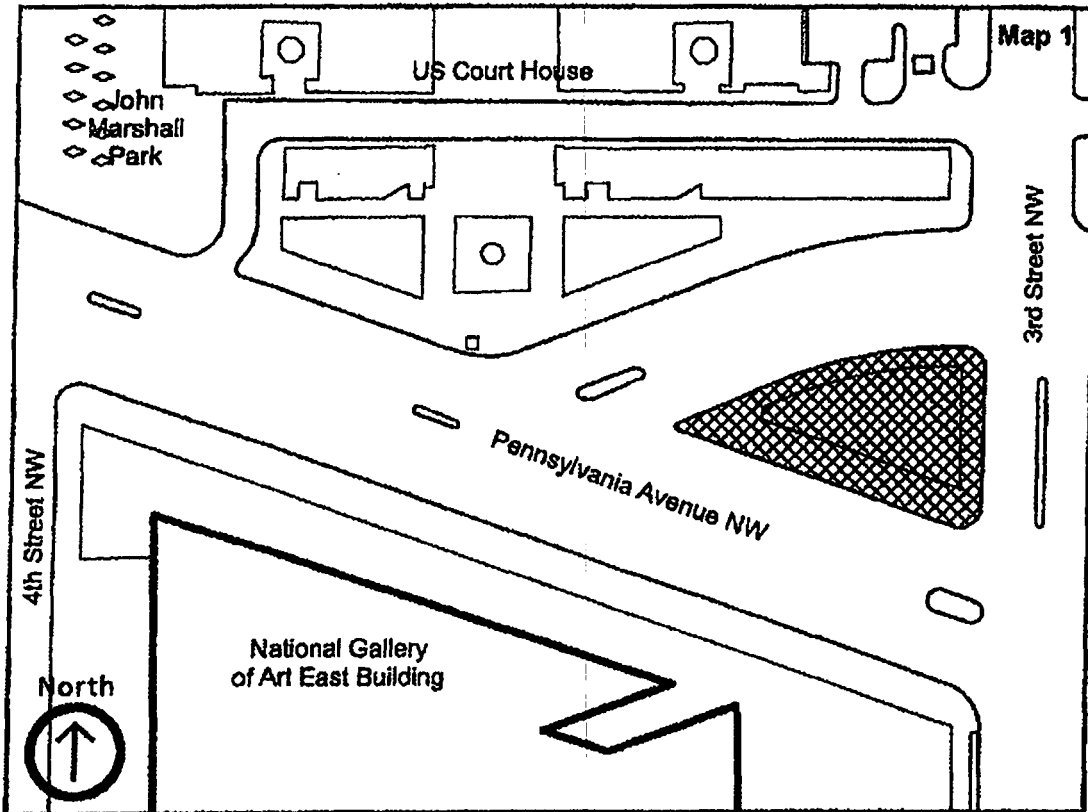 Map 1
US Court House
John
Marshall
Park
3rd Street NW
Pennsylvania Avenue NW
4th Street NW
National Gallery
of Art East Building
North